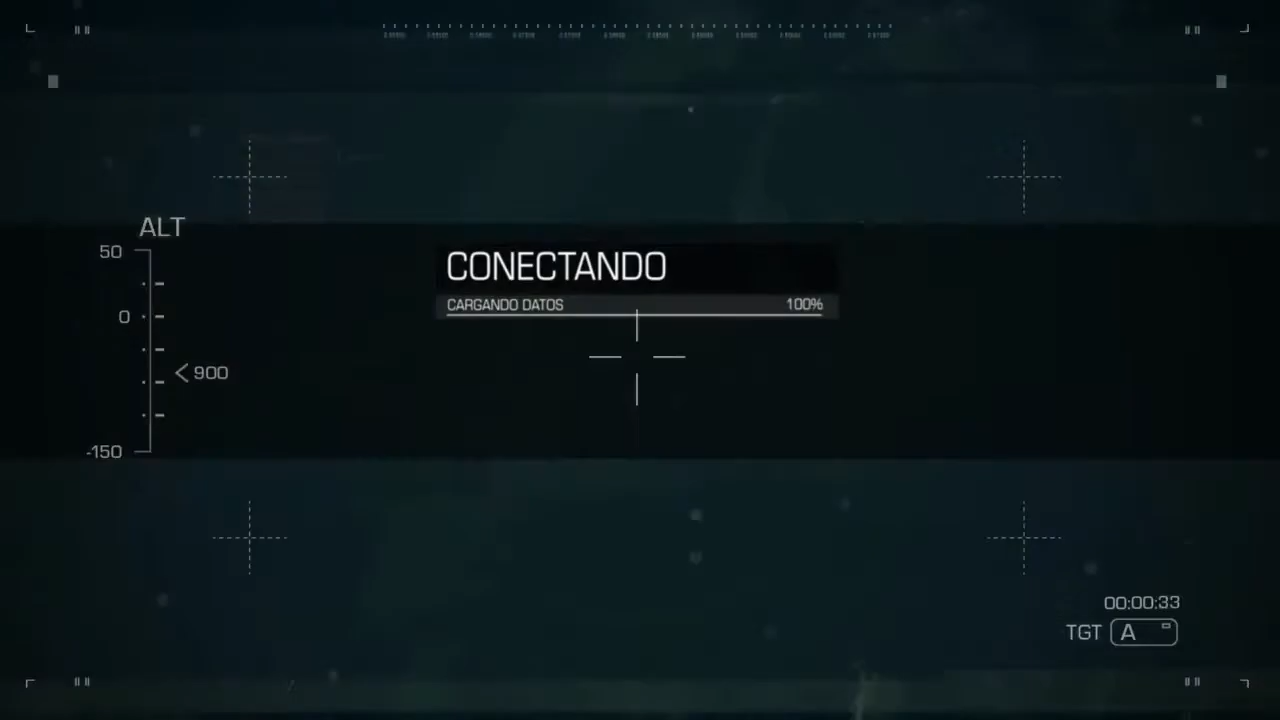 ALT
50
0
<900
-150
CONECTANDO
CARGANDO DATOS 100%
00:00:33
TGT A